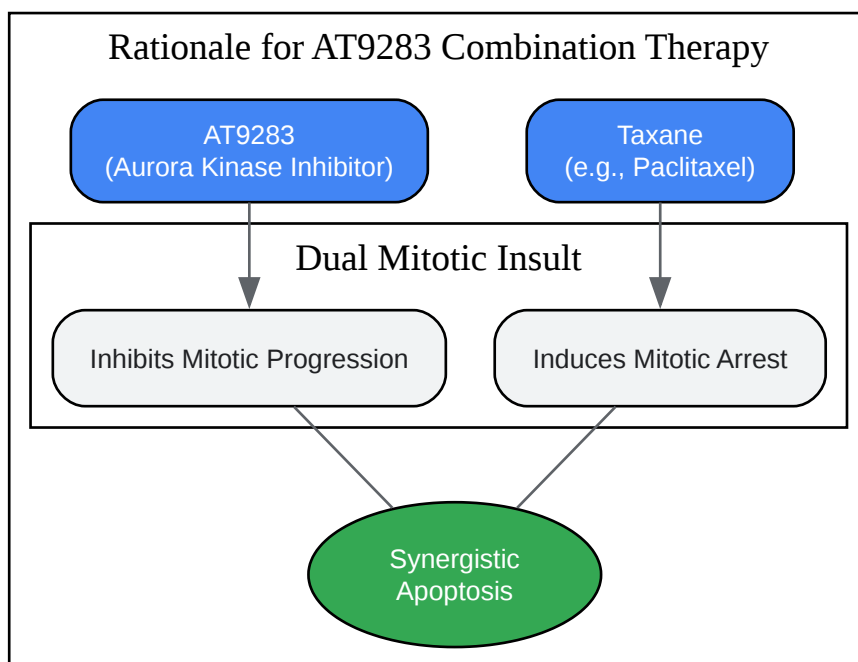 Rationale for AT9283 Combination Therapy
AT9283
(Aurora Kinase Inhibitor)
Taxane
(e.g., Paclitaxel)
Dual Mitotic Insult
Inhibits Mitotic Progression
Induces Mitotic Arrest
Synergistic
Apoptosis